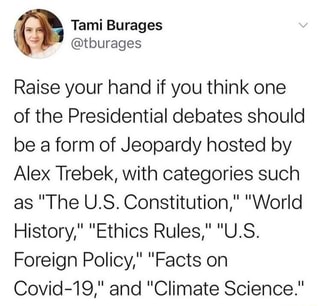 Tami Burages
@tburages
Raise your hand if you think one
of the Presidential debates should
be a form of Jeopardy hosted by
Alex Trebek, with categories such
as "The U.S. Constitution," "World
History," "Ethics Rules," "U.S.
Foreign Policy," "Facts on
Covid-19," and "Climate Science."